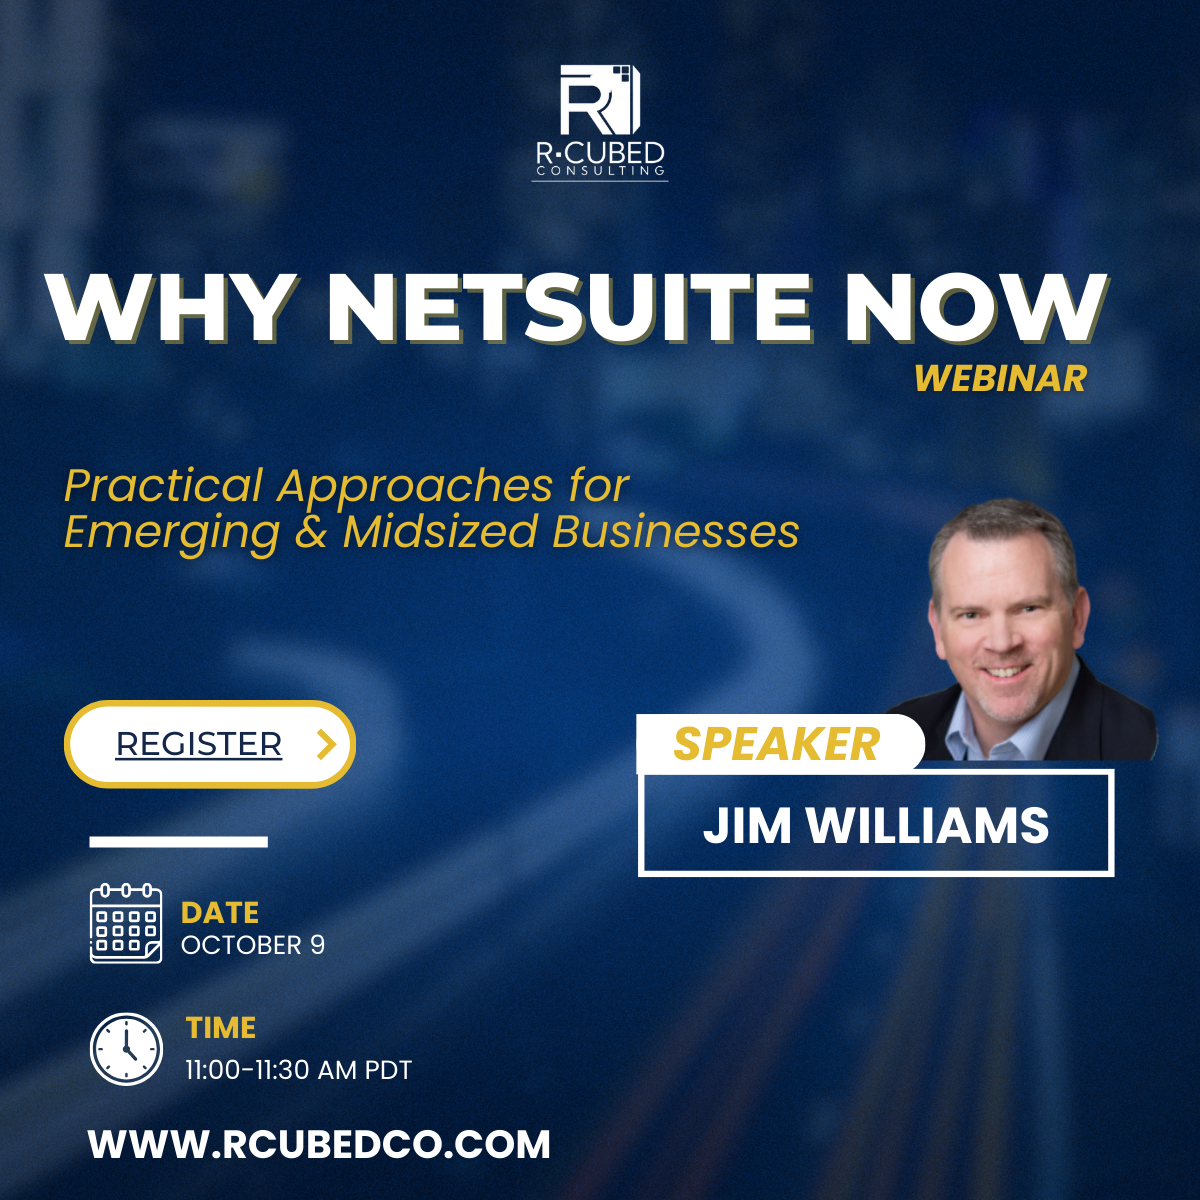 R·CUBED
CONSULTING
WHY NETSUITE NOW
WEBINAR
Practical Approaches for
Emerging & Midsized Businesses
REGISTER
SPEAKER
JIM WILLIAMS
DATE
OCTOBER 9
TIME
11:00-11:30 AM PDT
WWW.RCUBEDCO.COM